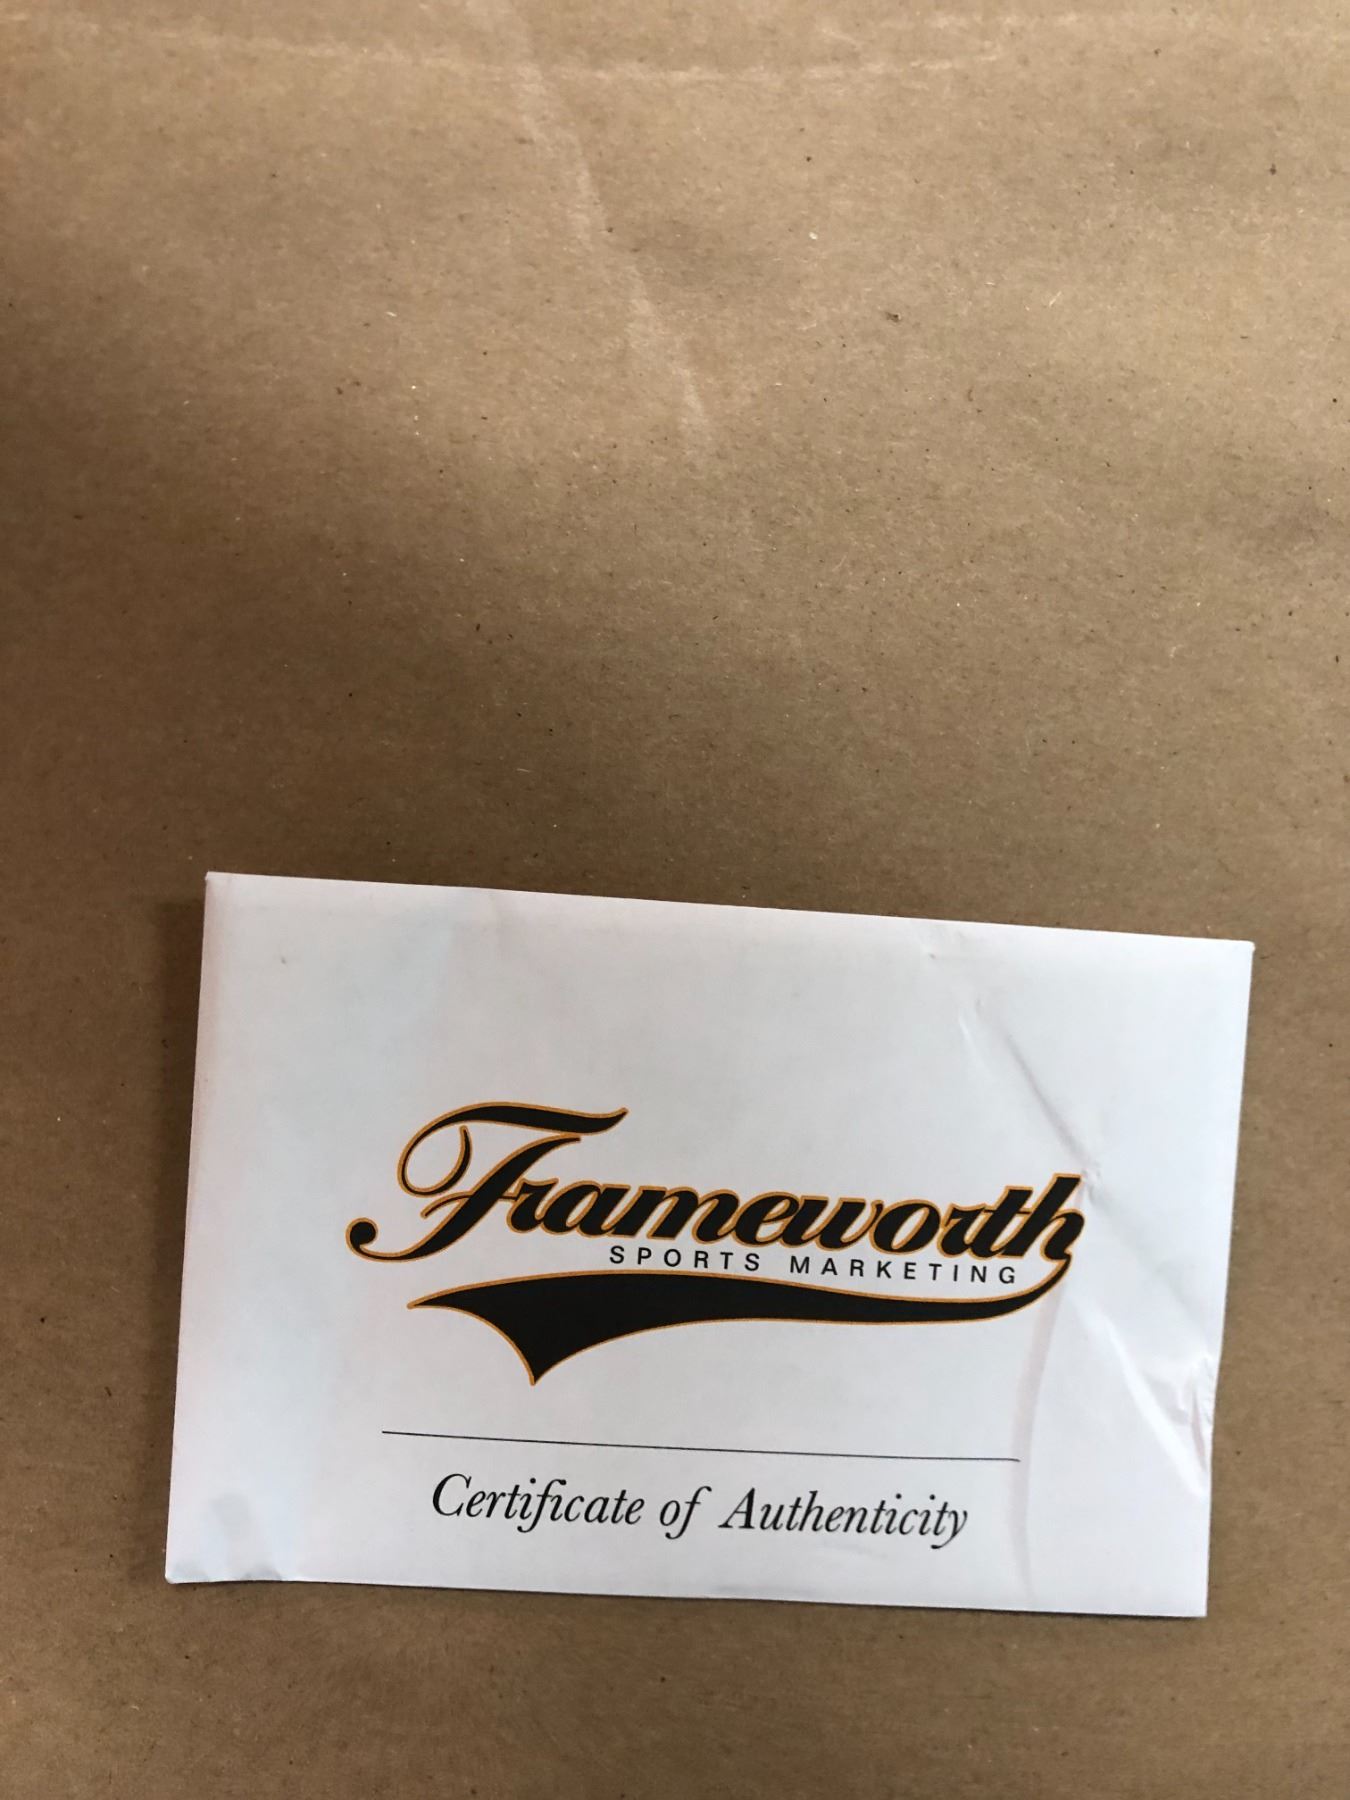 Frameworth
SPORTS MARKETING
Certificate of Authenticity